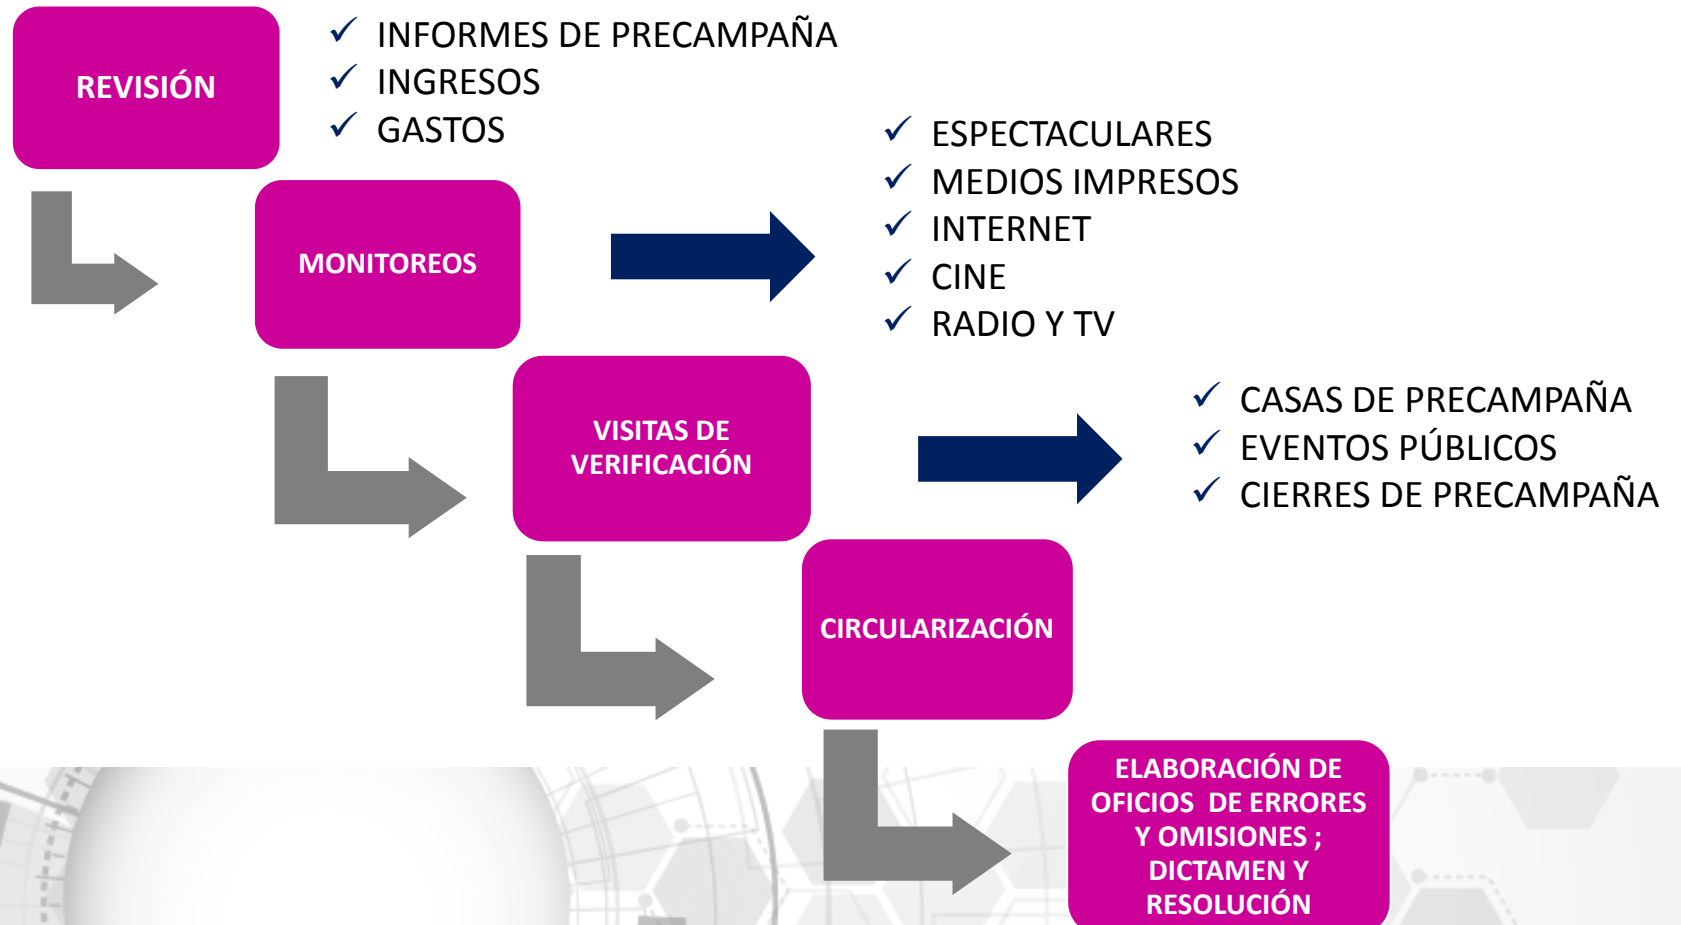 REVISIÓN
✓ INFORMES DE PRECAMPAÑA
✓ INGRESOS
✓ GASTOS
MONITOREOS
✓ ESPECTACULARES
✓ MEDIOS IMPRESOS
✓ INTERNET
✓ CINE
✓ RADIO Y TV
VISITAS DE
VERIFICACIÓN
✓ CASAS DE PRECAMPAÑA
✓ EVENTOS PÚBLICOS
✓ CIERRES DE PRECAMPAÑA
CIRCULARIZACIÓN
ELABORACIÓN DE
OFICIOS  DE ERRORES
Y OMISIONES ;
DICTAMEN Y
RESOLUCIÓN